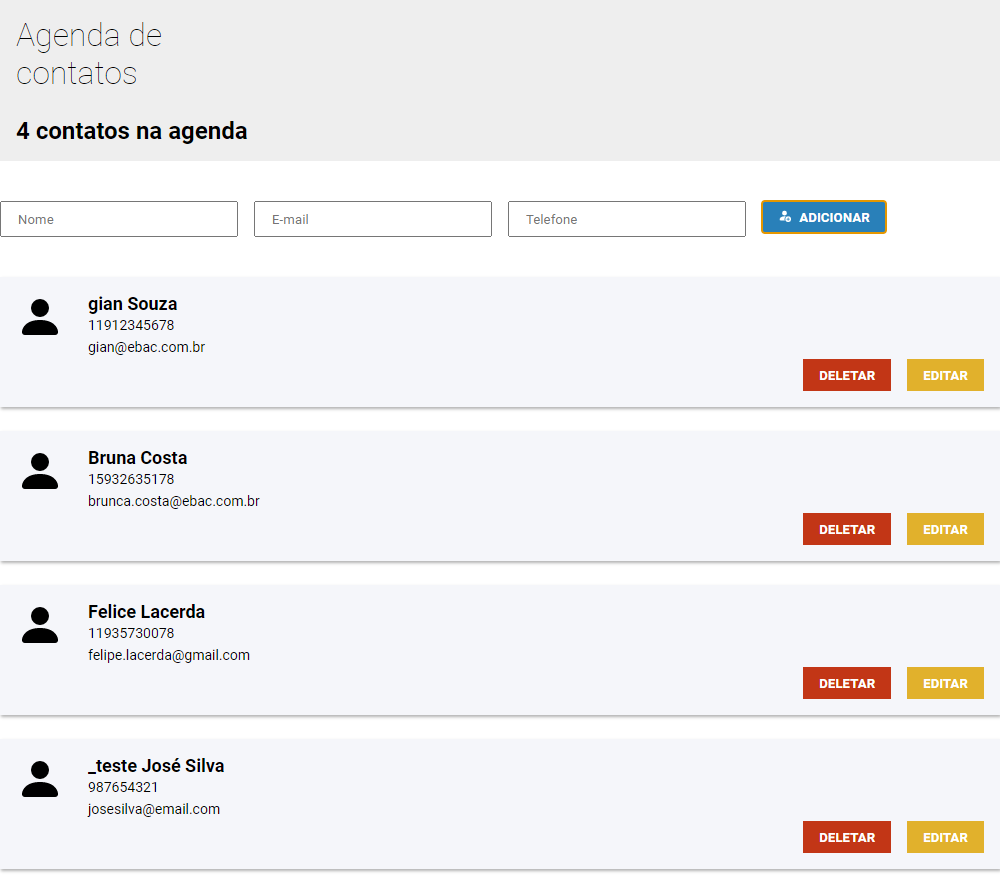 Agenda de
contatos
4 contatos na agenda
Nome E-mail Telefone ADICIONAR
gian Souza
11912345678
gian@ebac.com.br
DELETAR EDITAR
Bruna Costa
15932635178
brunca.costa@ebac.com.br
DELETAR EDITAR
Felice Lacerda
11935730078
felipe.lacerda@gmail.com
DELETAR EDITAR
_teste José Silva
987654321
josesilva@email.com
DELETAR EDITAR